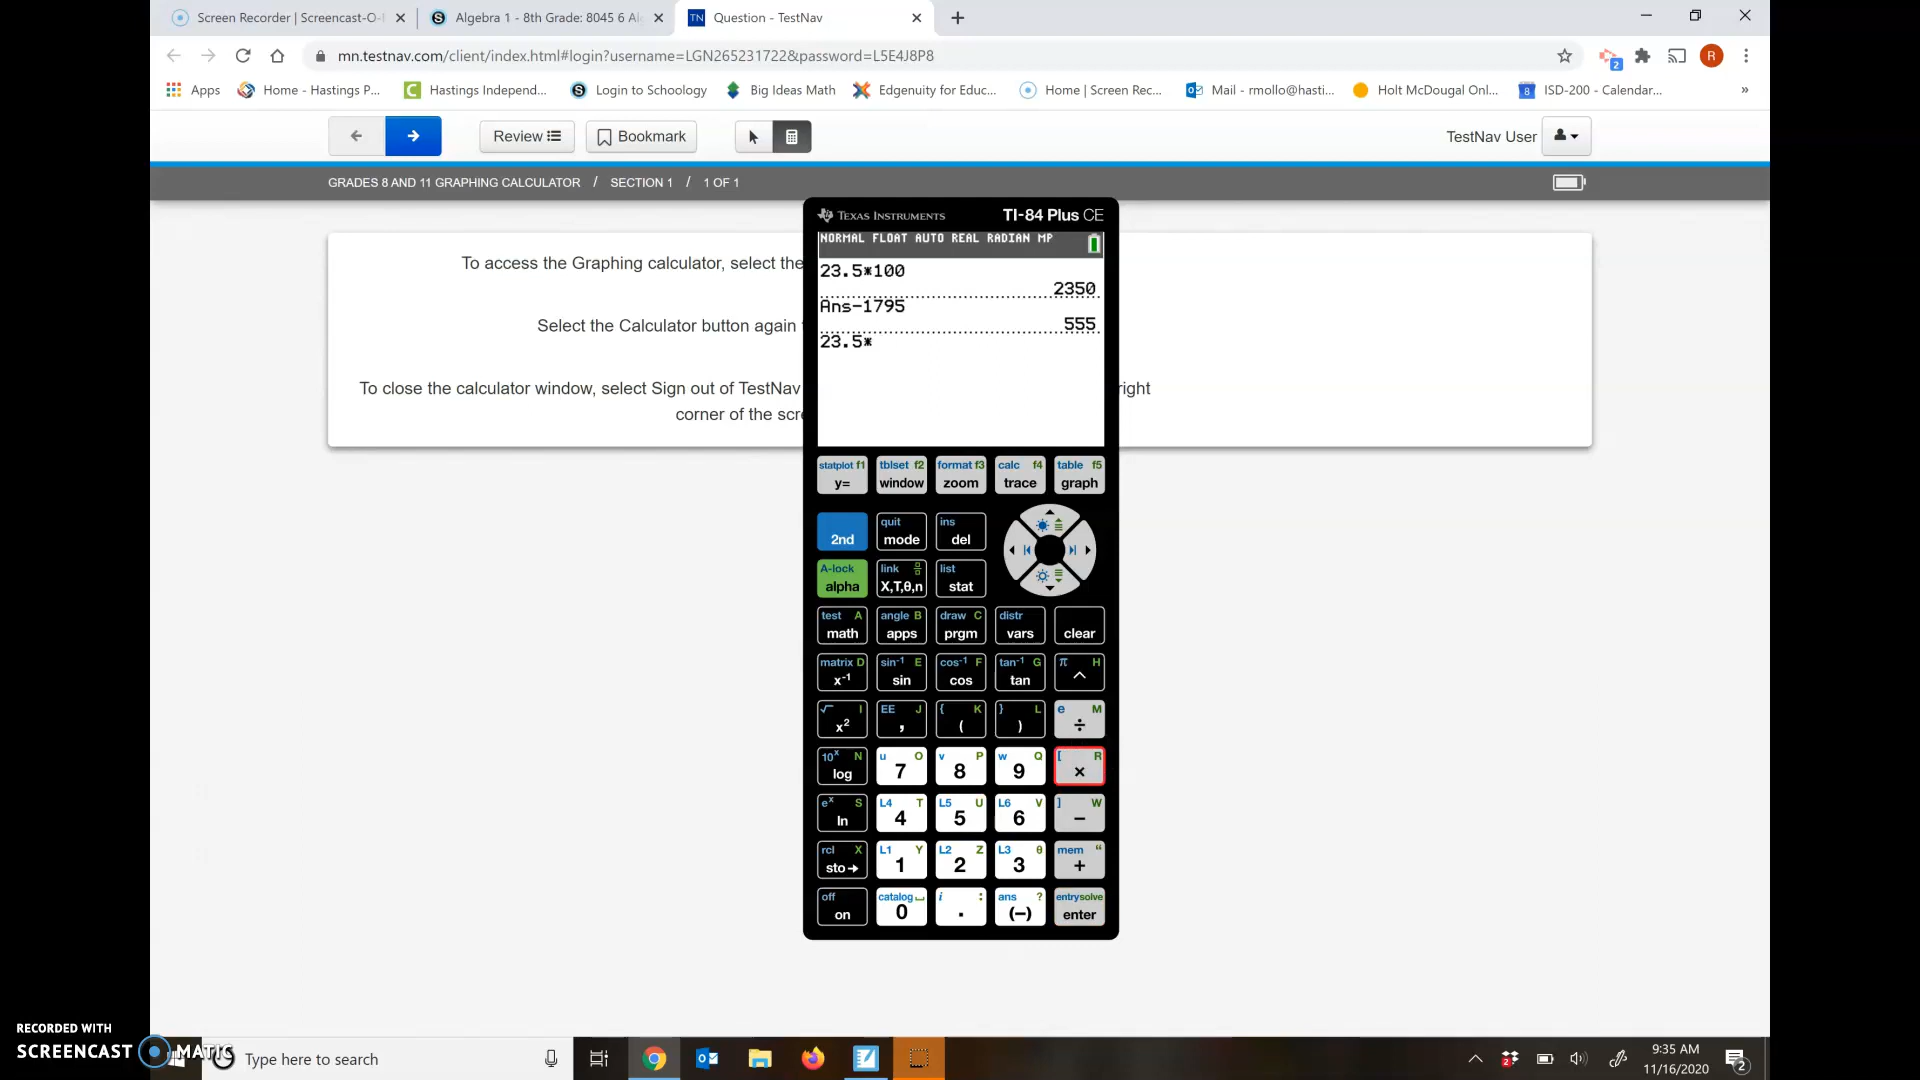 Screen Recorder | Screencast-O-
Algebra 1 - 8th Grade: 8045 6 Al
TN Question - TestNav
mn.testnav.com/client/index.html#login?username=LGN265231722&password=L5E4J8P8
Apps
Home - Hastings P...
Hastings Independ...
Login to Schoology
Big Ideas Math
Edgenuity for Educ...
Home | Screen Rec...
Mail - rmollo@hasti...
Holt McDougal Onl...
ISD-200 - Calendar...
Review
Bookmark
TestNav User
GRADES 8 AND 11 GRAPHING CALCULATOR / SECTION 1 / 1 OF 1
To access the Graphing calculator, select the
Select the Calculator button again
To close the calculator window, select Sign out of TestNav
right
corner of the scre
TEXAS INSTRUMENTS TI-84 Plus CE
NORMAL FLOAT AUTO REAL RADIAN MP
23.5*100
2350
Ans-1795
555
23.5*
statplot f1 tblset f2 format f3 calc f4 table f5
y= window zoom trace graph
quit ins
2nd mode del
A-lock link list
alpha X,T,θ,n stat
test A angle B draw C distr
math apps prgm vars clear
matrix D sin-1 E cos-1 F tan-1 G π H
x-1 sin cos tan ^
√ I EE J { K } L e M
x2 , ( ) ÷
10x N u O v P w Q [ R
log 7 8 9 ×
ex S L4 T L5 U L6 V ] W
ln 4 5 6 −
rcl X L1 Y L2 Z L3 θ mem "
sto→ 1 2 3 +
off catalog i : ans ? entry solve
on 0 . (−) enter
RECORDED WITH
SCREENCAST MATIC
Type here to search
9:35 AM
11/16/2020
2